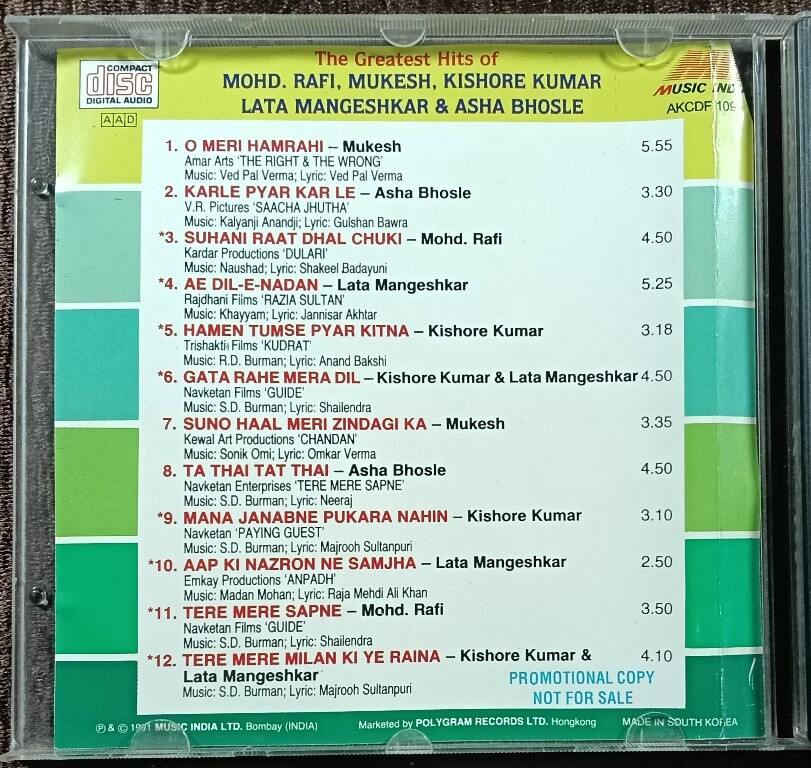 The Greatest Hits of
COMPACT
disc
DIGITAL AUDIO
MOHD. RAFI, MUKESH, KISHORE KUMAR
MUSIC
LATA MANGESHKAR & ASHA BHOSLE
AKCDF 109
AAD
1. O MERI HAMRAHI – Mukesh 5.55
Amar Arts 'THE RIGHT & THE WRONG'
Music: Ved Pal Verma; Lyric: Ved Pal Verma
2. KARLE PYAR KAR LE – Asha Bhosle 3.30
V.R. Pictures 'SAACHA JHUTHA'
Music: Kalyanji Anandji; Lyric: Gulshan Bawra
*3. SUHANI RAAT DHAL CHUKI – Mohd. Rafi 4.50
Kardar Productions 'DULARI'
Music: Naushad; Lyric: Shakeel Badayuni
*4. AE DIL-E-NADAN – Lata Mangeshkar 5.25
Rajdhani Films 'RAZIA SULTAN'
Music: Khayyam; Lyric: Jannisar Akhtar
*5. HAMEN TUMSE PYAR KITNA – Kishore Kumar 3.18
Trishakti Films 'KUDRAT'
Music: R.D. Burman; Lyric: Anand Bakshi
*6. GATA RAHE MERA DIL – Kishore Kumar & Lata Mangeshkar 4.50
Navketan Films 'GUIDE'
Music: S.D. Burman; Lyric: Shailendra
7. SUNO HAAL MERI ZINDAGI KA – Mukesh 3.35
Kewal Art Productions 'CHANDAN'
Music: Sonik Omi; Lyric: Omkar Verma
8. TA THAI TAT THAI – Asha Bhosle 4.50
Navketan Enterprises 'TERE MERE SAPNE'
Music: S.D. Burman; Lyric: Neeraj
*9. MANA JANABNE PUKARA NAHIN – Kishore Kumar 3.10
Navketan 'PAYING GUEST'
Music: S.D. Burman; Lyric: Majrooh Sultanpuri
*10. AAP KI NAZRON NE SAMJHA – Lata Mangeshkar 2.50
Emkay Productions 'ANPADH'
Music: Madan Mohan; Lyric: Raja Mehdi Ali Khan
*11. TERE MERE SAPNE – Mohd. Rafi 3.50
Navketan Films 'GUIDE'
Music: S.D. Burman; Lyric: Shailendra
*12. TERE MERE MILAN KI YE RAINA – Kishore Kumar & 4.10
Lata Mangeshkar
Music: S.D. Burman; Lyric: Majrooh Sultanpuri
PROMOTIONAL COPY
NOT FOR SALE
℗ & © 1991 MUSIC INDIA LTD. Bombay (INDIA) Marketed by POLYGRAM RECORDS LTD. Hongkong MADE IN SOUTH KOREA